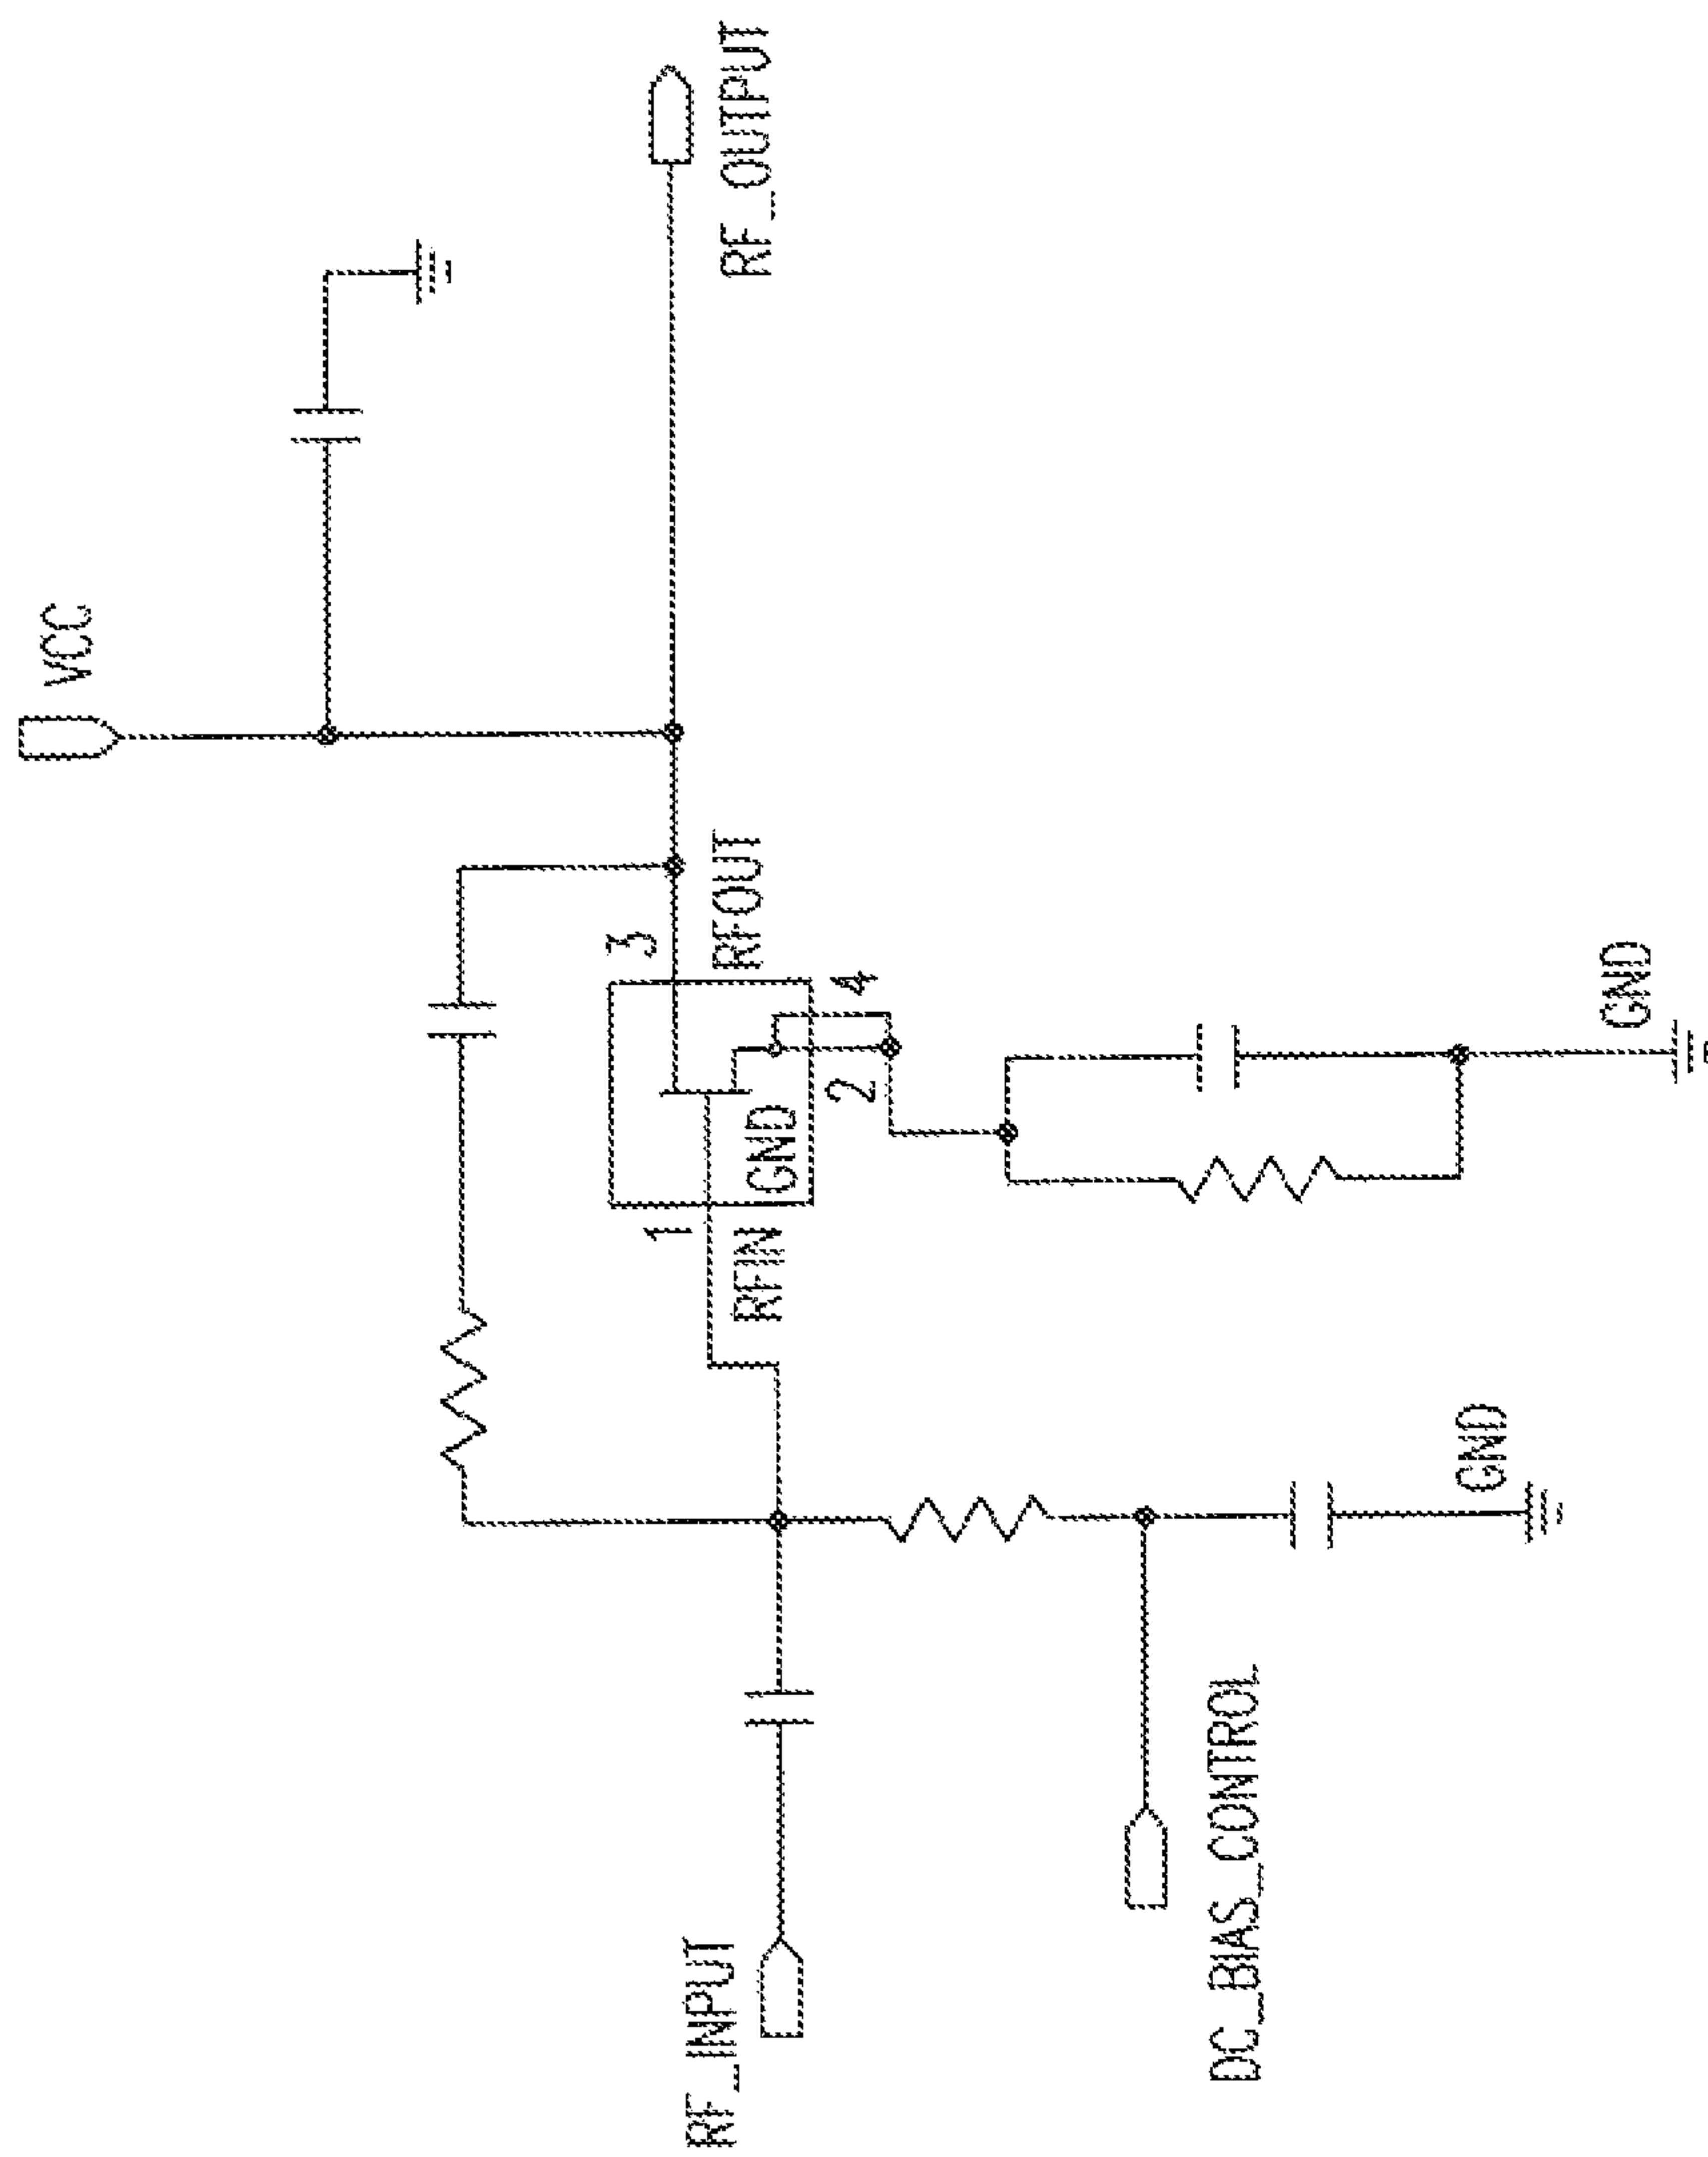 VCC
RF_OUTPUT
3
RFOUT
4
2
GND
1
RFIN
GND
GND
RF_INPUT
DC_BIAS_CONTROL